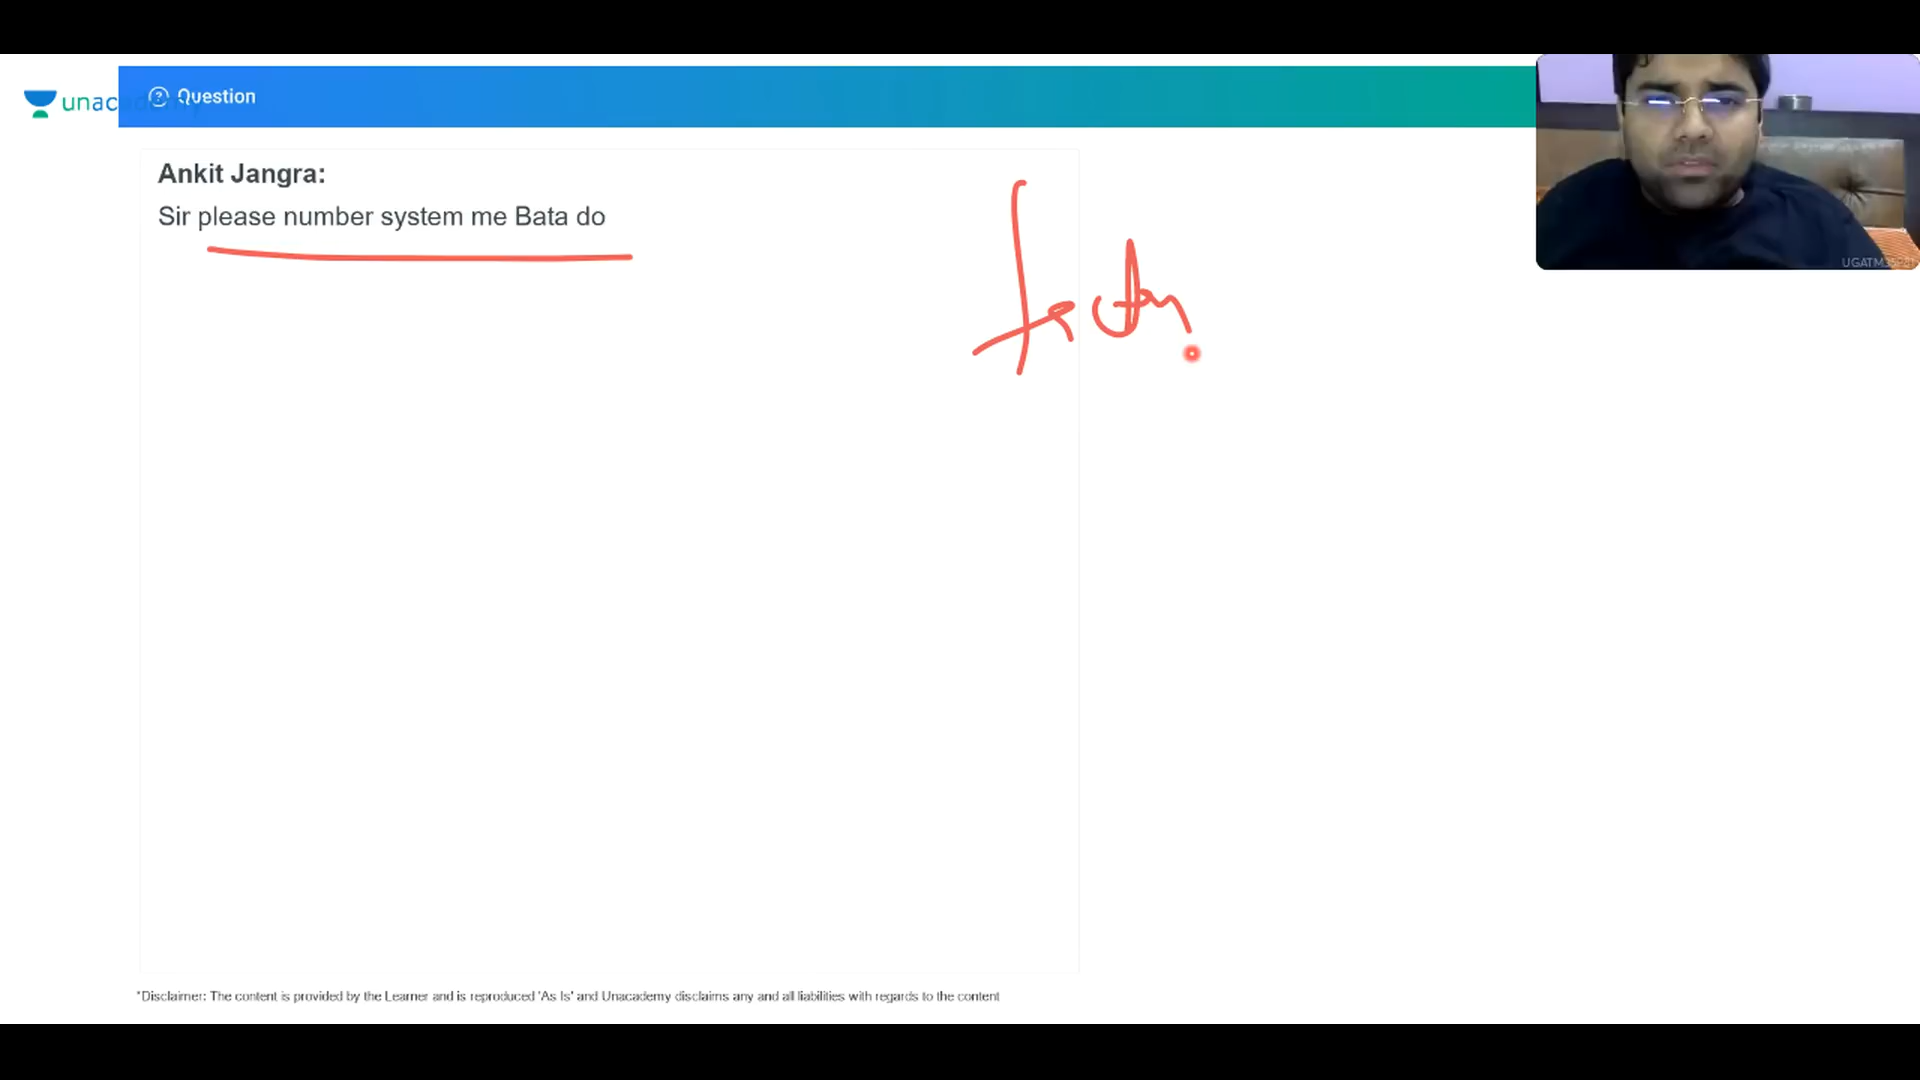 unacademy
Question
Ankit Jangra:
Sir please number system me Bata do
*Disclaimer: The content is provided by the Learner and is reproduced 'As Is' and Unacademy disclaims any and all liabilities with regards to the content